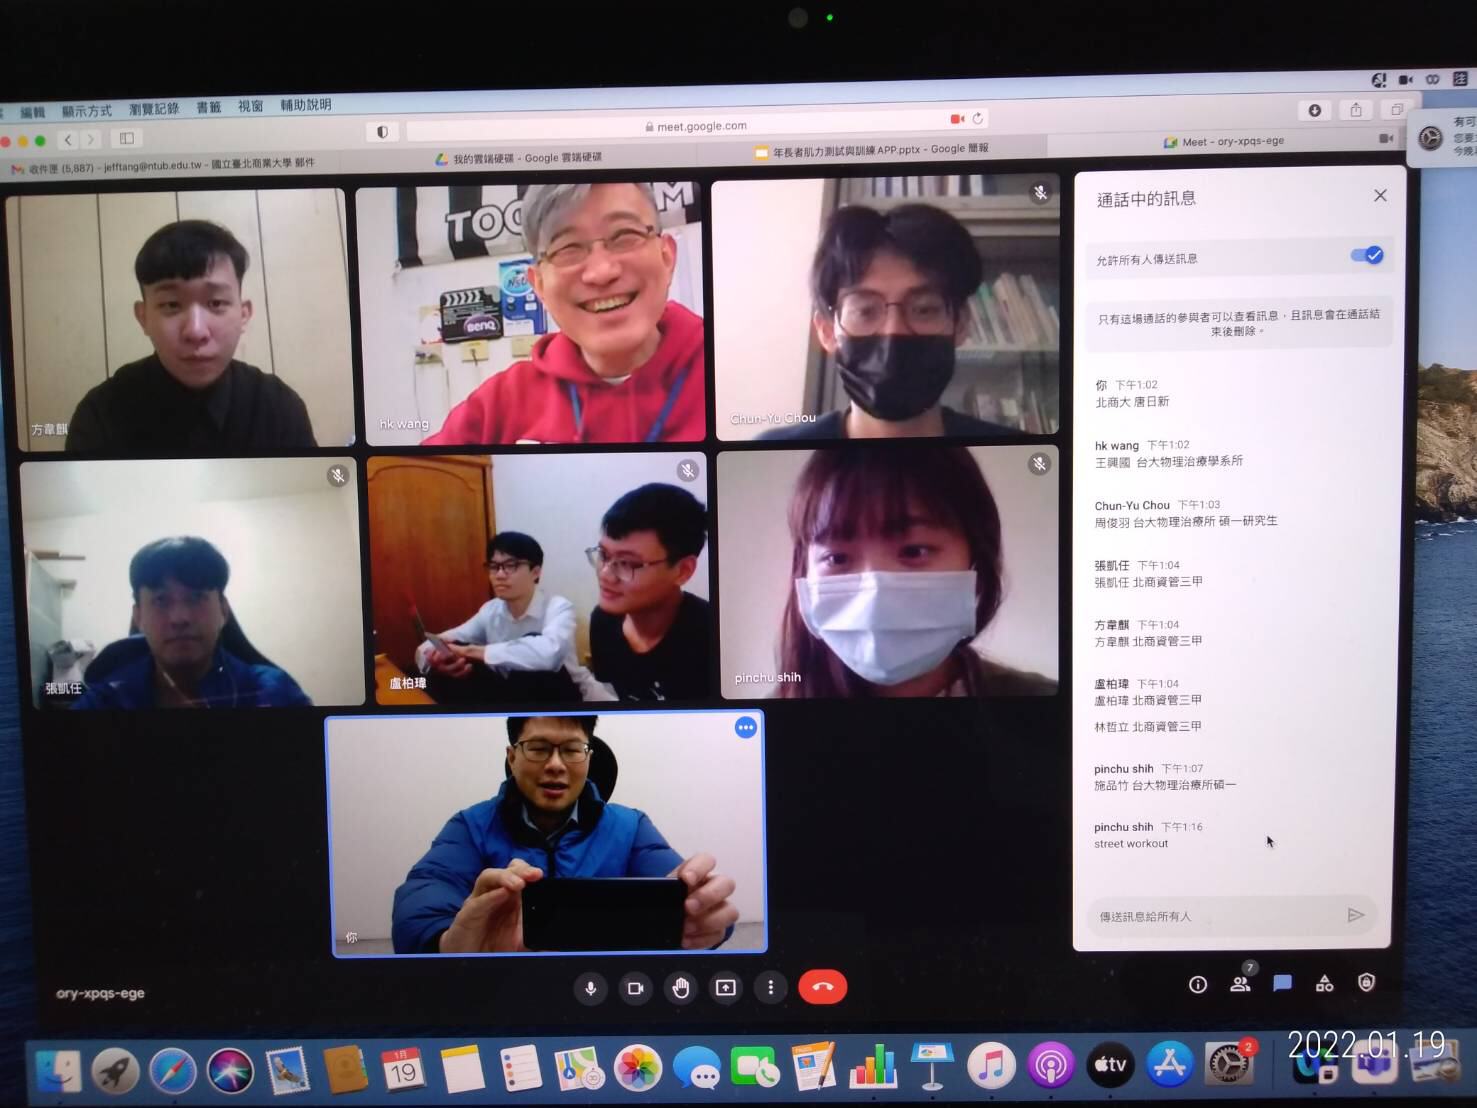 編輯 顯示方式 瀏覽記錄 書籤 視窗 輔助說明
meet.google.com
收件匣 (5,887) - jefftang@ntub.edu.tw - 國立臺北商業大學 郵件
我的雲端硬碟 - Google 雲端硬碟
年長者肌力測試與訓練APP.pptx - Google 簡報
Meet - ory-xpqs-ege
有可
您要
今晚
方韋麒
TOO
M
BenQ
hk wang
Chun-Yu Chou
張凱任
盧柏瑋
pinchu shih
你
通話中的訊息
允許所有人傳送訊息
只有這場通話的參與者可以查看訊息，且訊息會在通話結
束後刪除。
你 下午1:02
北商大 唐日新
hk wang 下午1:02
王興國 台大物理治療學系所
Chun-Yu Chou 下午1:03
周俊羽 台大物理治療所 碩一研究生
張凱任 下午1:04
張凱任 北商資管三甲
方韋麒 下午1:04
方韋麒 北商資管三甲
盧柏瑋 下午1:04
盧柏瑋 北商資管三甲
林哲立 北商資管三甲
pinchu shih 下午1:07
施品竹 台大物理治療所碩一
pinchu shih 下午1:16
street workout
傳送訊息給所有人
ory-xpqs-ege
7
1月
19
tv
2
2022.01.19